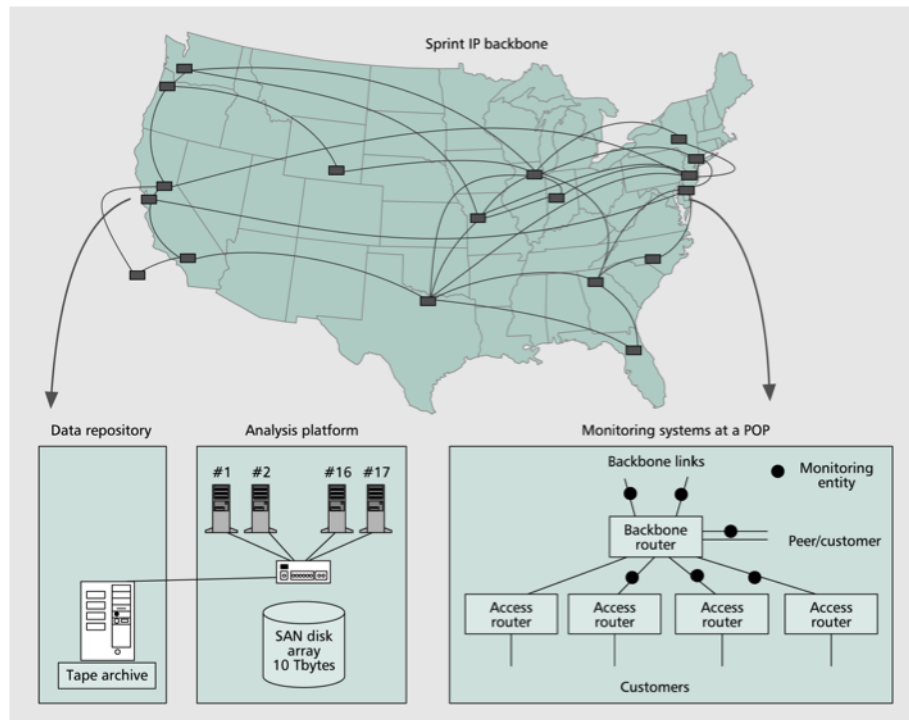 Sprint IP backbone
Data repository
Analysis platform
Monitoring systems at a POP
#1 #2 #16 #17
Tape archive
SAN disk
array
10 Tbytes
Backbone links
Monitoring
entity
Backbone
router
Peer/customer
Access
router
Access
router
Access
router
Access
router
Customers